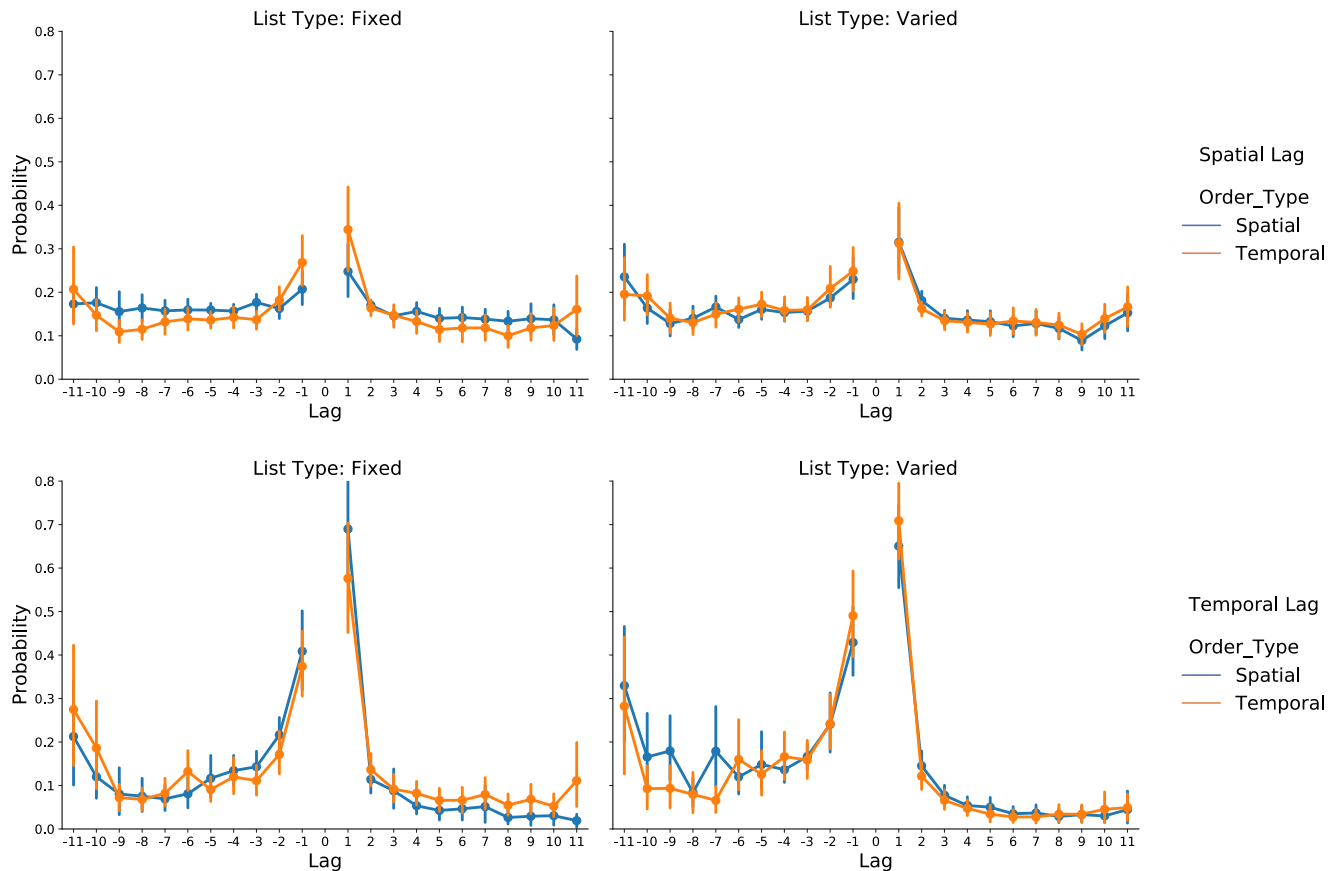 List Type: Fixed
List Type: Varied
0.8
0.7
0.6
0.5
0.4
0.3
0.2
0.1
0.0
Probability
-11 -10 -9 -8 -7 -6 -5 -4 -3 -2 -1 0 1 2 3 4 5 6 7 8 9 10 11
Lag
-11 -10 -9 -8 -7 -6 -5 -4 -3 -2 -1 0 1 2 3 4 5 6 7 8 9 10 11
Lag
Spatial Lag
Order_Type
Spatial
Temporal
List Type: Fixed
List Type: Varied
0.8
0.7
0.6
0.5
0.4
0.3
0.2
0.1
0.0
Probability
-11 -10 -9 -8 -7 -6 -5 -4 -3 -2 -1 0 1 2 3 4 5 6 7 8 9 10 11
Lag
-11 -10 -9 -8 -7 -6 -5 -4 -3 -2 -1 0 1 2 3 4 5 6 7 8 9 10 11
Lag
Temporal Lag
Order_Type
Spatial
Temporal